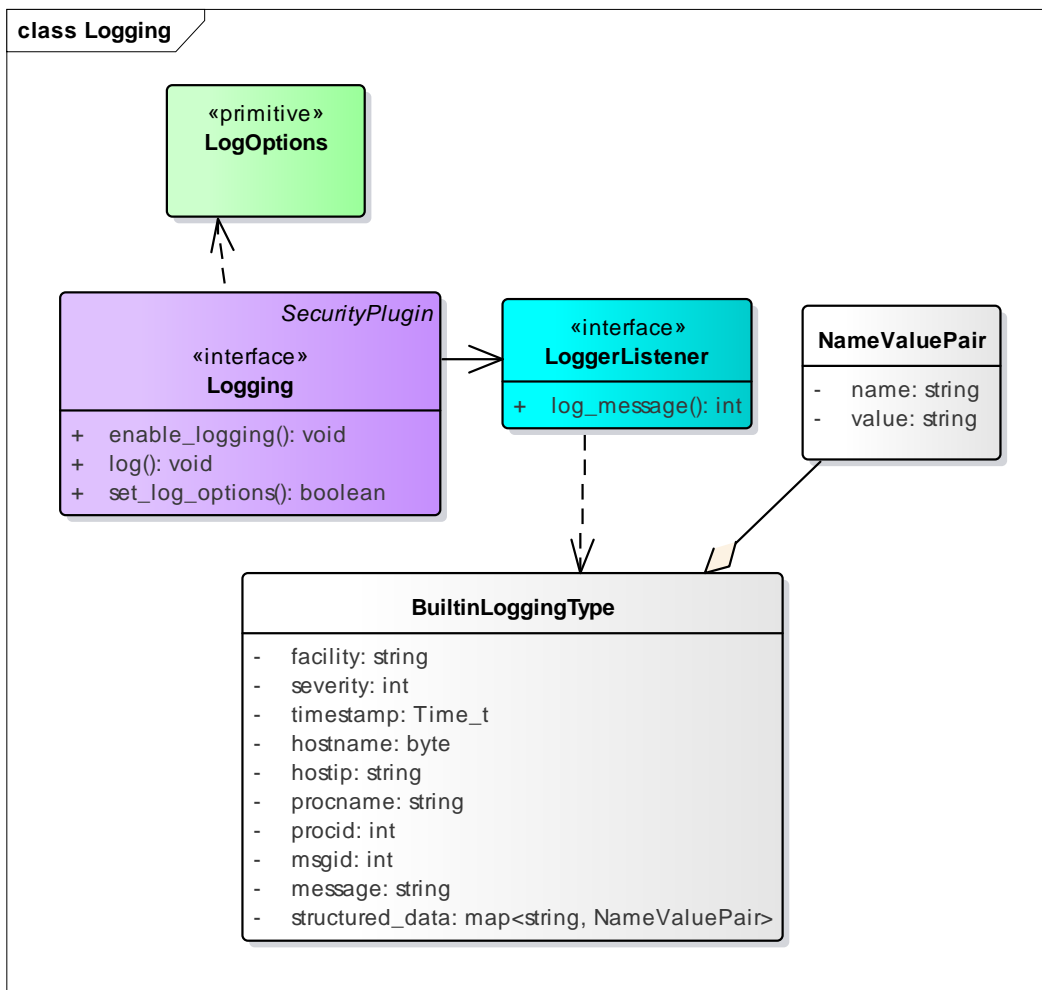 class Logging
«primitive»
LogOptions
SecurityPlugin
«interface»
Logging
+ enable_logging(): void
+ log(): void
+ set_log_options(): boolean
«interface»
LoggerListener
+ log_message(): int
NameValuePair
- name: string
- value: string
BuiltinLoggingType
- facility: string
- severity: int
- timestamp: Time_t
- hostname: byte
- hostip: string
- procname: string
- procid: int
- msgid: int
- message: string
- structured_data: map<string, NameValuePair>